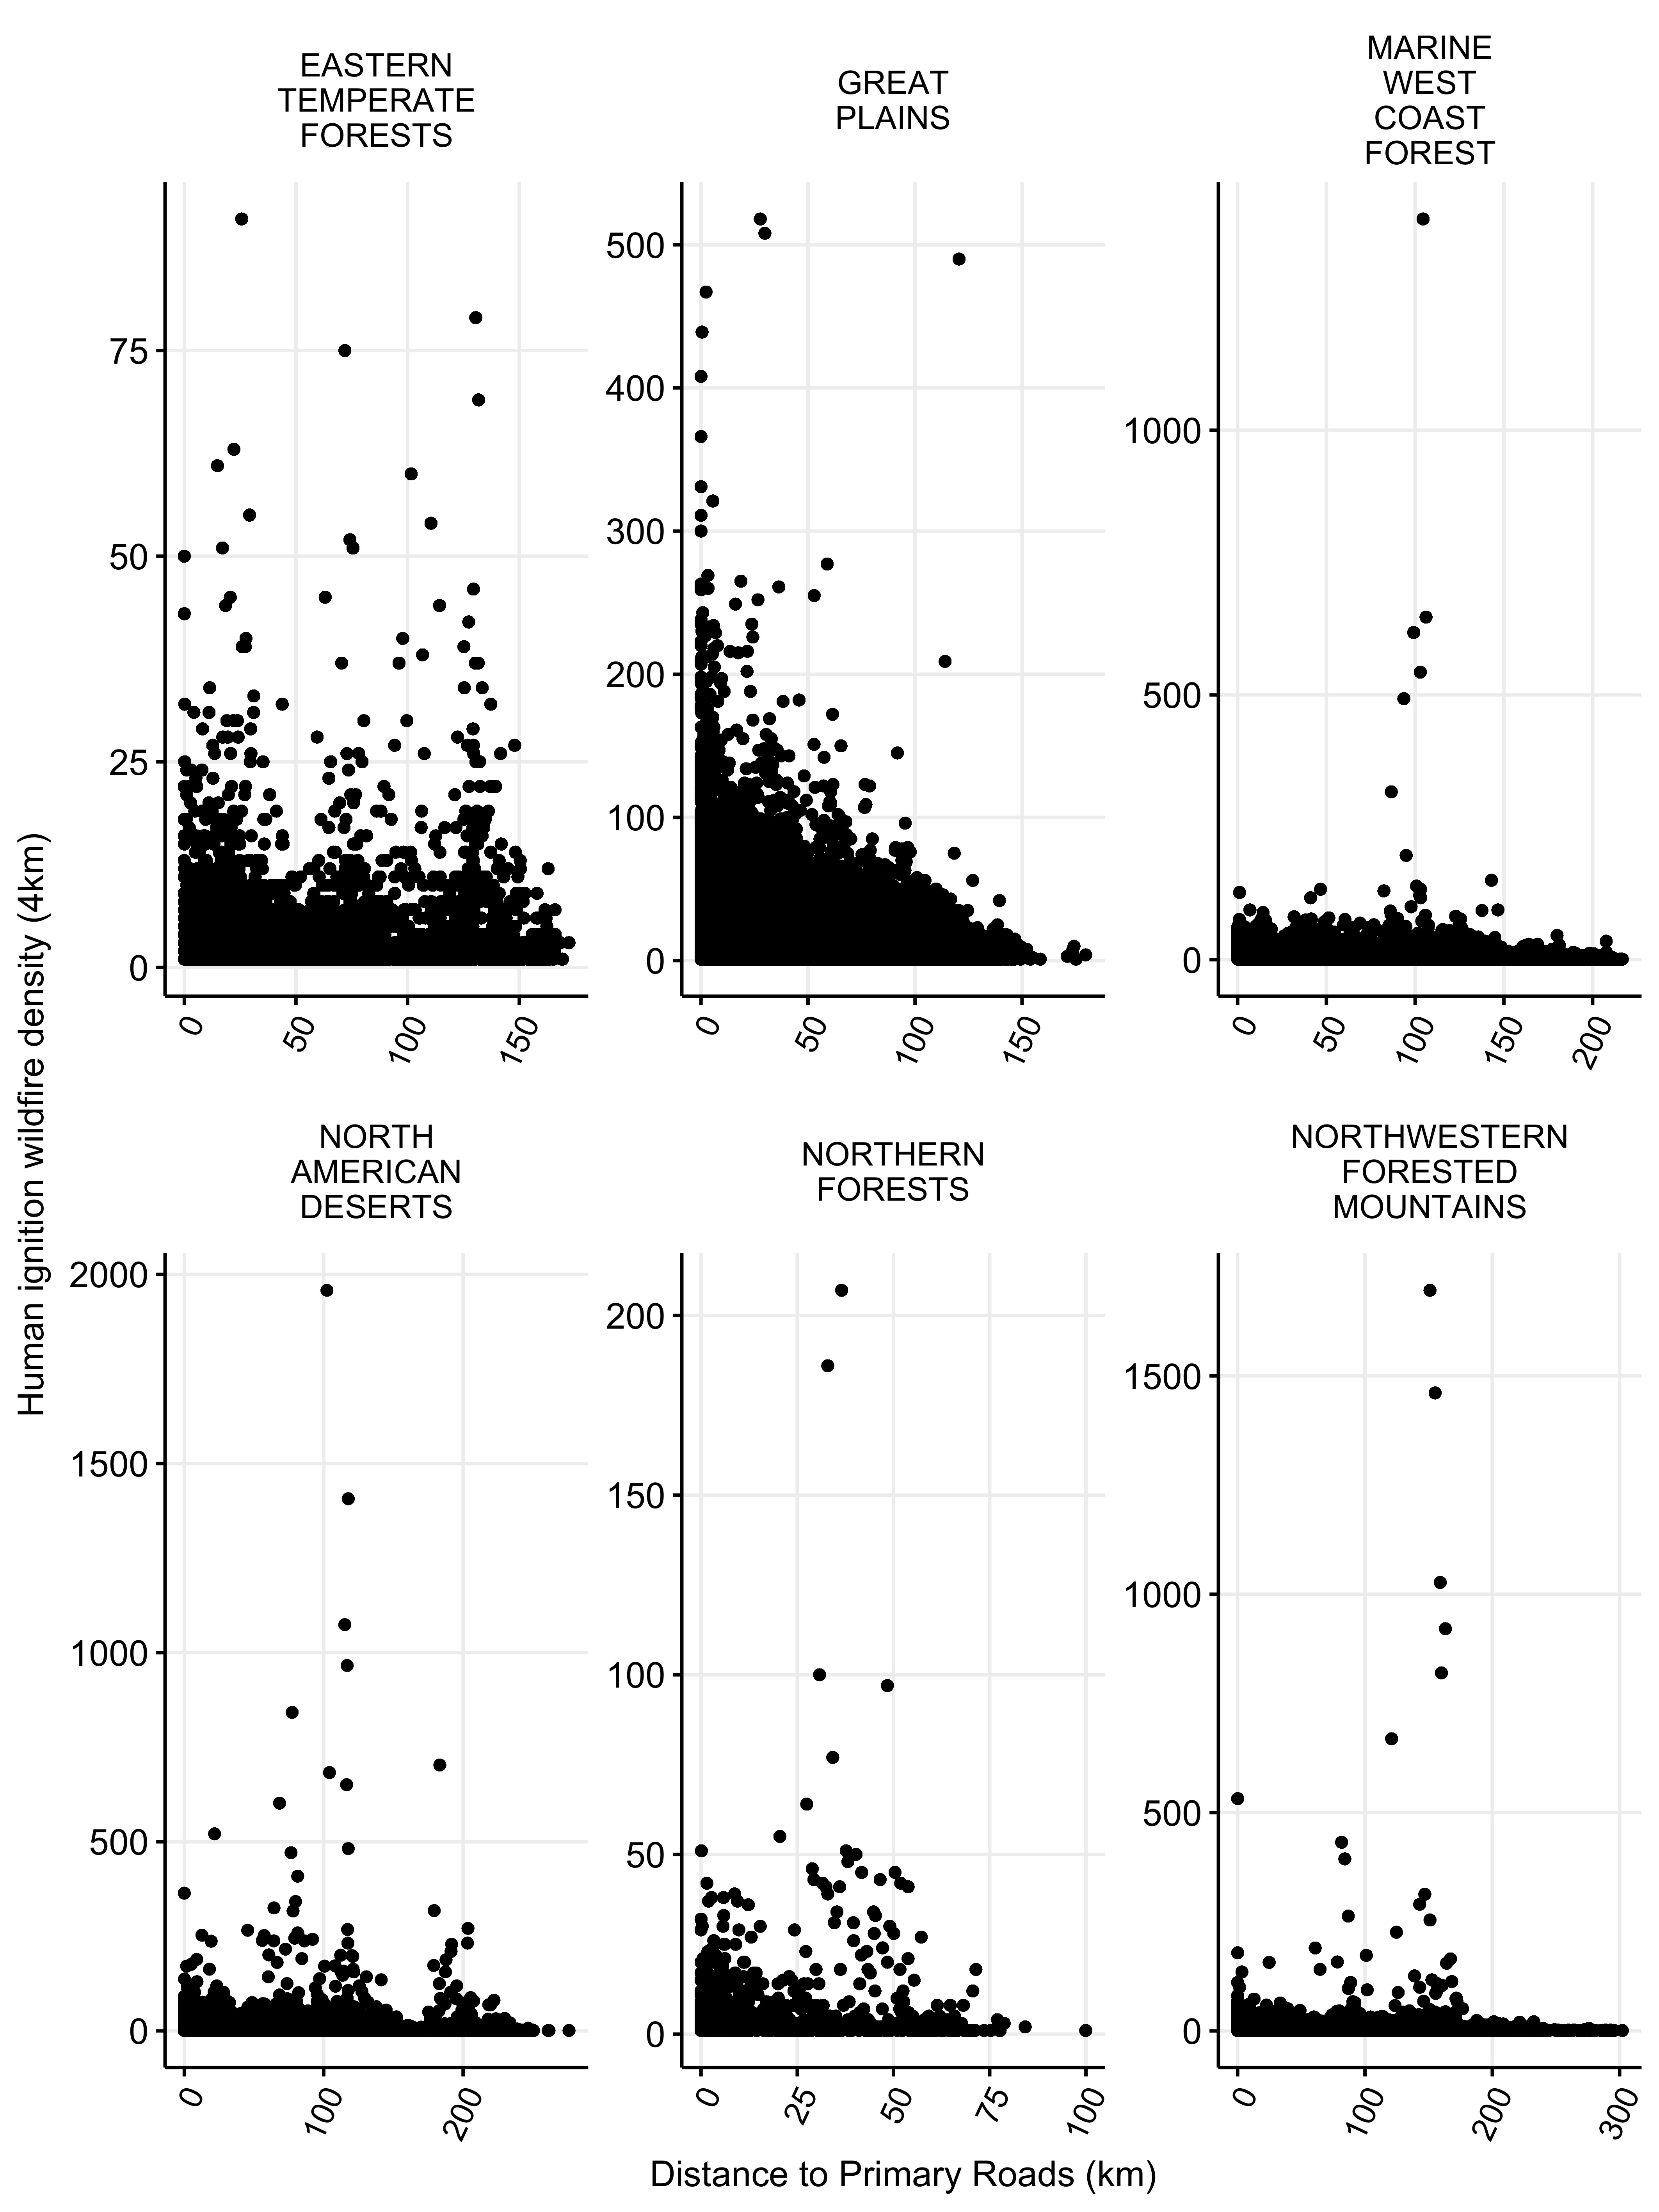 EASTERN
TEMPERATE
FORESTS
GREAT
PLAINS
MARINE
WEST
COAST
FOREST
75
50
25
0
0
50
100
150
500
400
300
200
100
0
0
50
100
150
1000
500
0
0
50
100
150
200
Human ignition wildfire density (4km)
NORTH
AMERICAN
DESERTS
NORTHERN
FORESTS
NORTHWESTERN
FORESTED
MOUNTAINS
2000
1500
1000
500
0
0
100
200
200
150
100
50
0
0
25
50
75
100
1500
1000
500
0
0
100
200
300
Distance to Primary Roads (km)